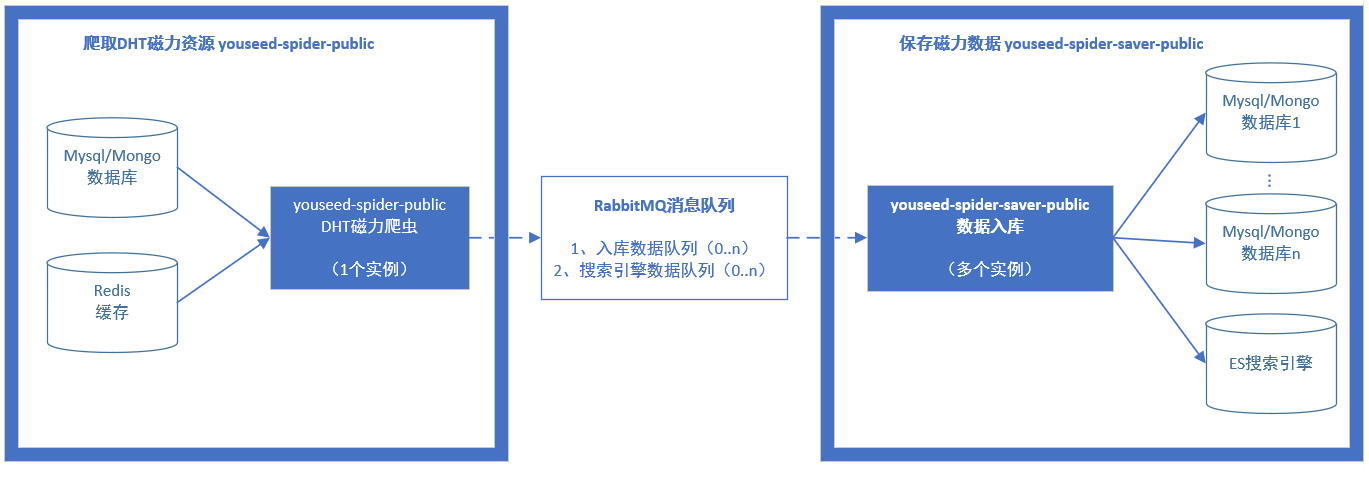 爬取DHT磁力资源 youseed-spider-public
Mysql/Mongo
数据库
Redis
缓存
youseed-spider-public
DHT磁力爬虫
（1个实例）
RabbitMQ消息队列
1、入库数据队列（0..n）
2、搜索引擎数据队列（0..n）
保存磁力数据 youseed-spider-saver-public
youseed-spider-saver-public
数据入库
（多个实例）
Mysql/Mongo
数据库1
⋮
Mysql/Mongo
数据库n
ES搜索引擎